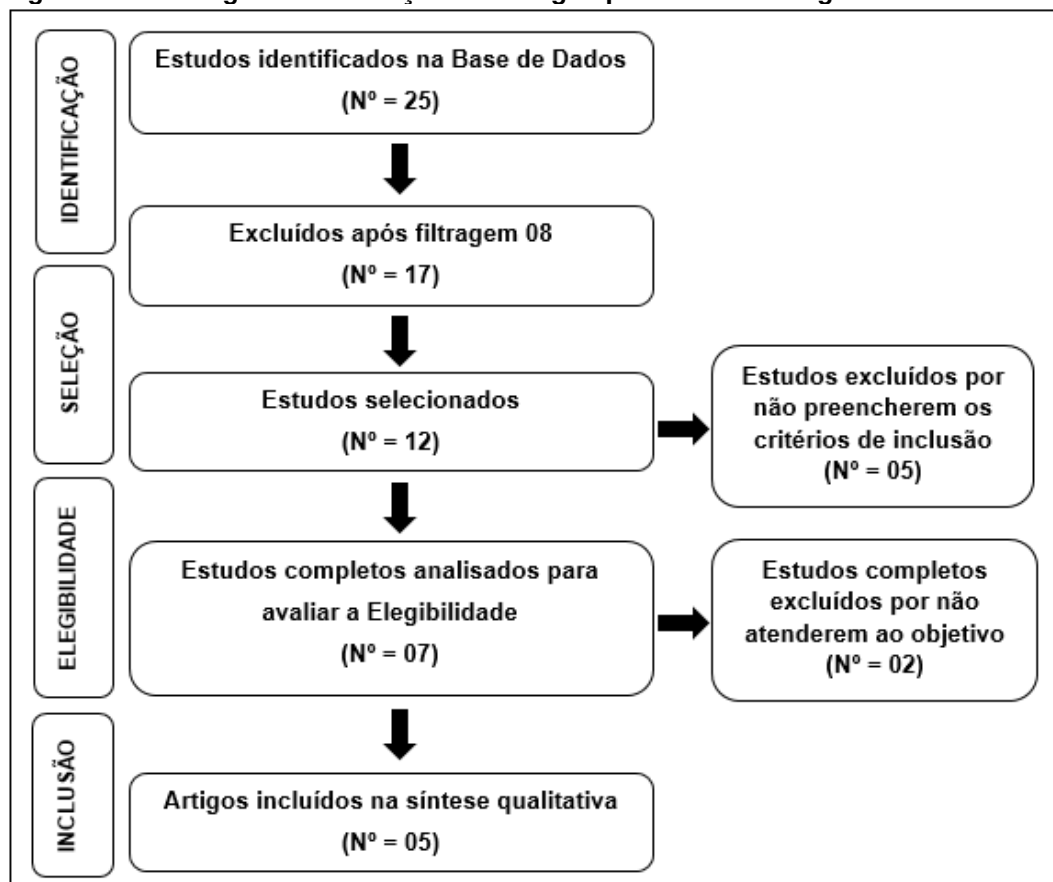 IDENTIFICAÇÃO
Estudos identificados na Base de Dados
(Nº = 25)
Excluídos após filtragem 08
(Nº = 17)
SELEÇÃO
Estudos selecionados
(Nº = 12)
Estudos excluídos por
não preencherem os
critérios de inclusão
(Nº = 05)
ELEGIBILIDADE
Estudos completos analisados para
avaliar a Elegibilidade
(Nº = 07)
Estudos completos
excluídos por não
atenderem ao objetivo
(Nº = 02)
INCLUSÃO
Artigos incluídos na síntese qualitativa
(Nº = 05)